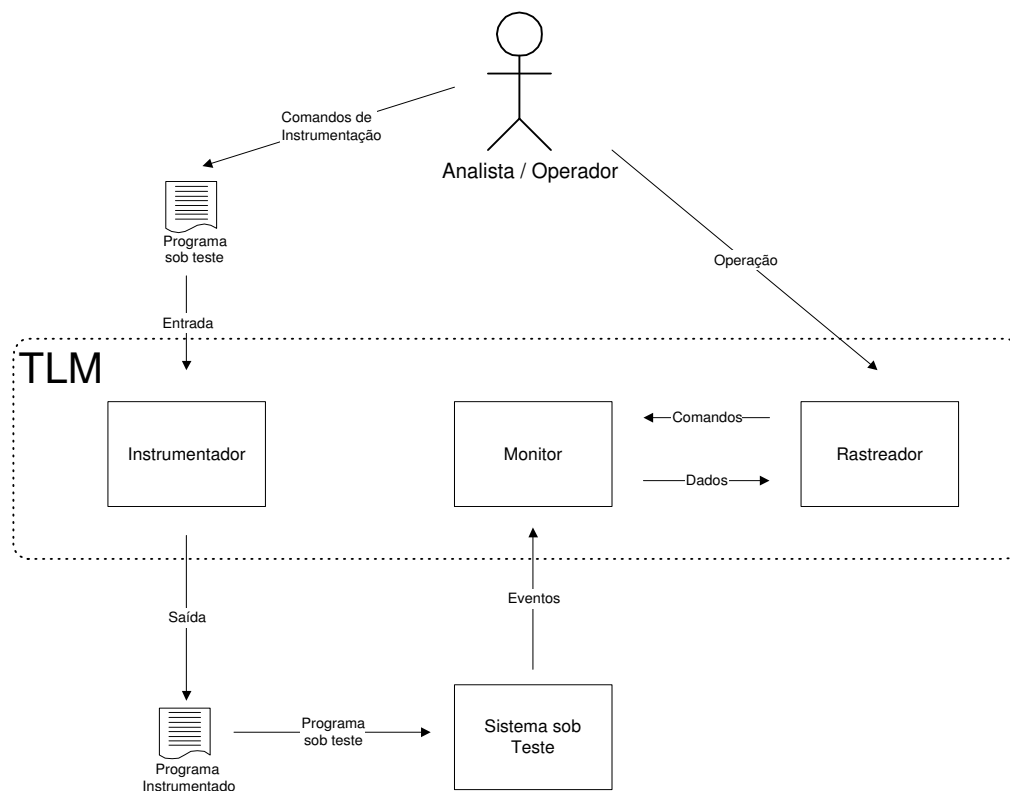 Comandos de
Instrumentação
Analista / Operador
Programa
sob teste
Operação
Entrada
TLM
Instrumentador
Monitor
Comandos
Dados
Rastreador
Saída
Eventos
Programa
sob teste
Sistema sob
Teste
Programa
Instrumentado